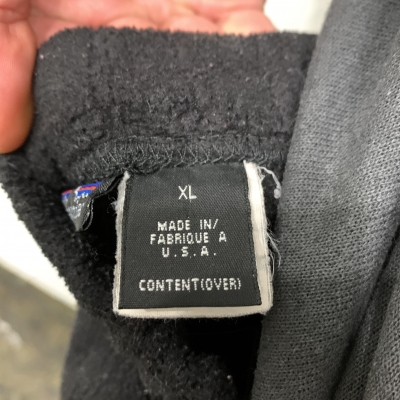 XL
MADE IN/
FABRIQUE A
U.S.A.
CONTENT(OVER)